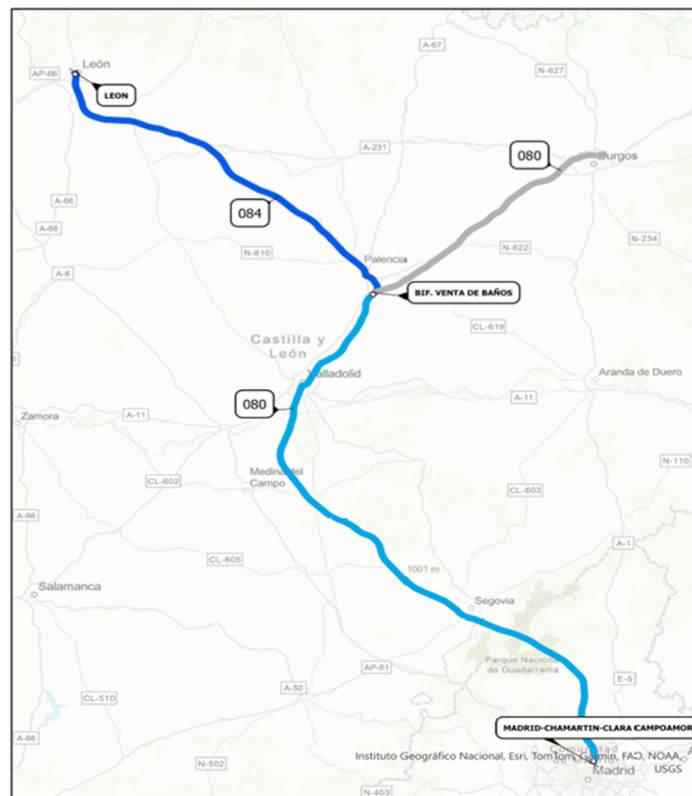 León
AP-66
LEON
A-67
N-627
A-231
080
Burgos
A-66
084
N-234
A-66
N-610
N-622
Palencia
A-6
BIF. VENTA DE BAÑOS
Castilla y
León
CL-619
Valladolid
Aranda de Duero
080
A-11
A-11
Zamora
Medina del
Campo
CL-602
N-110
CL-603
A-66
A-1
CL-605
1001 m
Salamanca
Segovia
Parque Naciona
de Guadarrama
AP-51
E-5
A-50
CL-510
MADRID-CHAMARTIN-CLARA CAMPOAMOR
A-66
Comunidad
Instituto Geográfico Nacional, Esri, TomTom, Garmin, FAO, NOAA,
USGS
N-502
Madrid
N-403